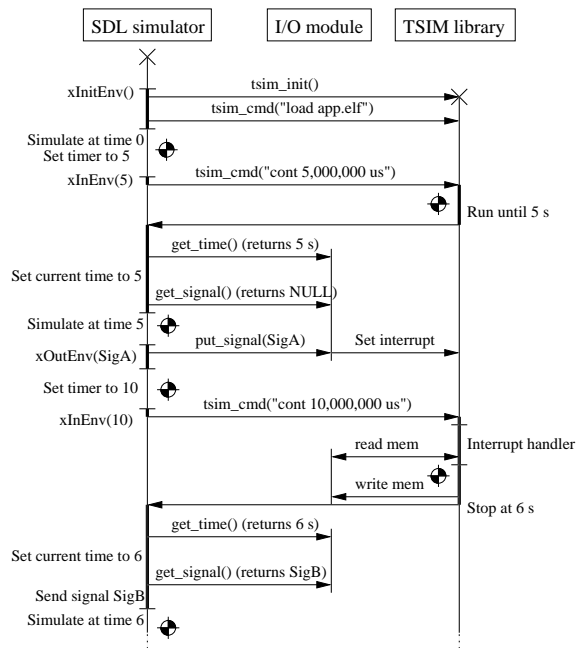 SDL simulator I/O module TSIM library
xInitEnv() tsim_init()
tsim_cmd("load app.elf")
Simulate at time 0
Set timer to 5
xInEnv(5) tsim_cmd("cont 5,000,000 us")
Run until 5 s
get_time() (returns 5 s)
Set current time to 5
get_signal() (returns NULL)
Simulate at time 5
xOutEnv(SigA) put_signal(SigA) Set interrupt
Set timer to 10
xInEnv(10) tsim_cmd("cont 10,000,000 us")
read mem Interrupt handler
write mem
Stop at 6 s
get_time() (returns 6 s)
Set current time to 6
get_signal() (returns SigB)
Send signal SigB
Simulate at time 6